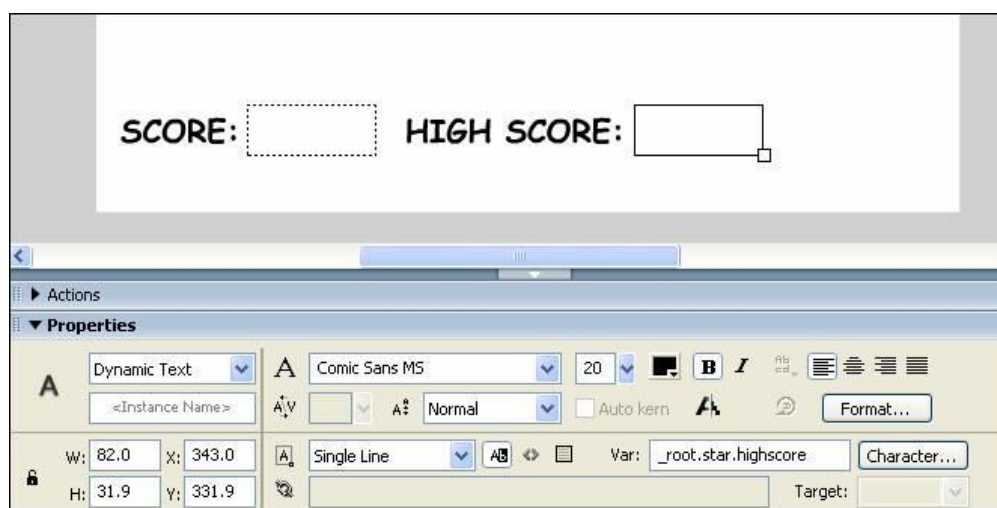 SCORE: HIGH SCORE:
Actions
Properties
A Dynamic Text A Comic Sans MS 20 B I
<Instance Name> A V A Normal Auto kern Format...
W: 82.0 X: 343.0 A Single Line AB Var: _root.star.highscore Character...
H: 31.9 Y: 331.9 Target: